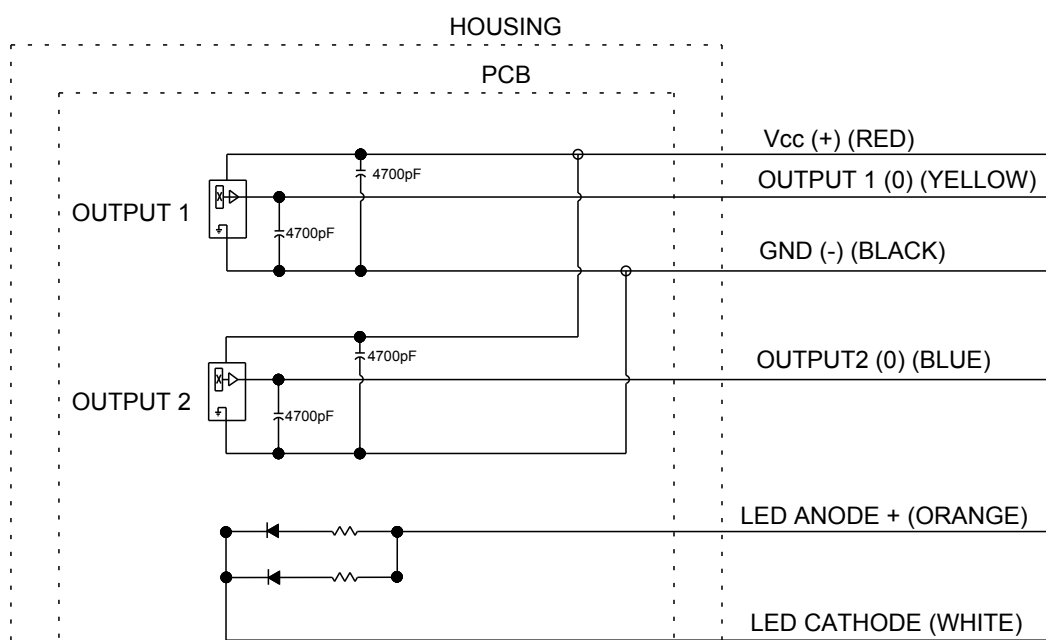 HOUSING
PCB
Vcc (+) (RED)
4700pF
OUTPUT 1 (0) (YELLOW)
OUTPUT 1
X
4700pF
GND (-) (BLACK)
4700pF
OUTPUT2 (0) (BLUE)
X
OUTPUT 2
4700pF
LED ANODE + (ORANGE)
LED CATHODE (WHITE)